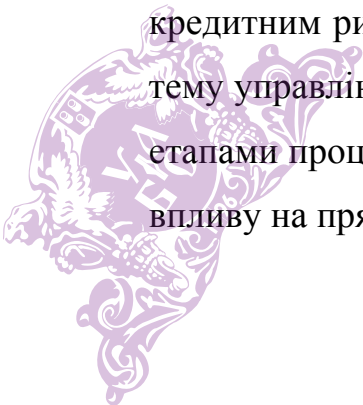 кредитним ри
тему управлін
етапами проц
впливу на пря